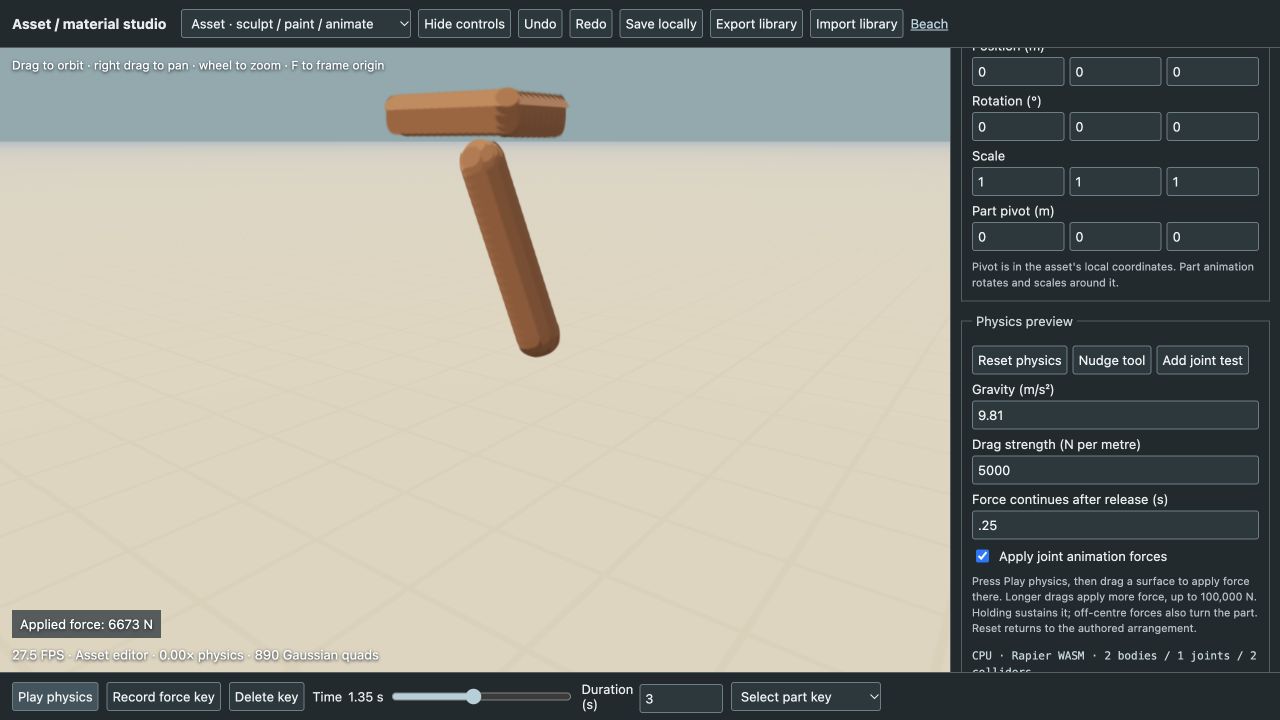 Asset / material studio
Asset · sculpt / paint / animate
Hide controls
Undo
Redo
Save locally
Export library
Import library
Beach
Drag to orbit · right drag to pan · wheel to zoom · F to frame origin
Position (m)
0 0 0
Rotation (°)
0 0 0
Scale
1 1 1
Part pivot (m)
0 0 0
Pivot is in the asset's local coordinates. Part animation
rotates and scales around it.
Physics preview
Reset physics
Nudge tool
Add joint test
Gravity (m/s²)
9.81
Drag strength (N per metre)
5000
Force continues after release (s)
.25
Apply joint animation forces
Press Play physics, then drag a surface to apply force
there. Longer drags apply more force, up to 100,000 N.
Holding sustains it; off-centre forces also turn the part.
Reset returns to the authored arrangement.
CPU · Rapier WASM · 2 bodies / 1 joints / 2
colliders
Applied force: 6673 N
27.5 FPS · Asset editor · 0.00× physics · 890 Gaussian quads
Play physics
Record force key
Delete key
Time 1.35 s
Duration
(s)
3
Select part key